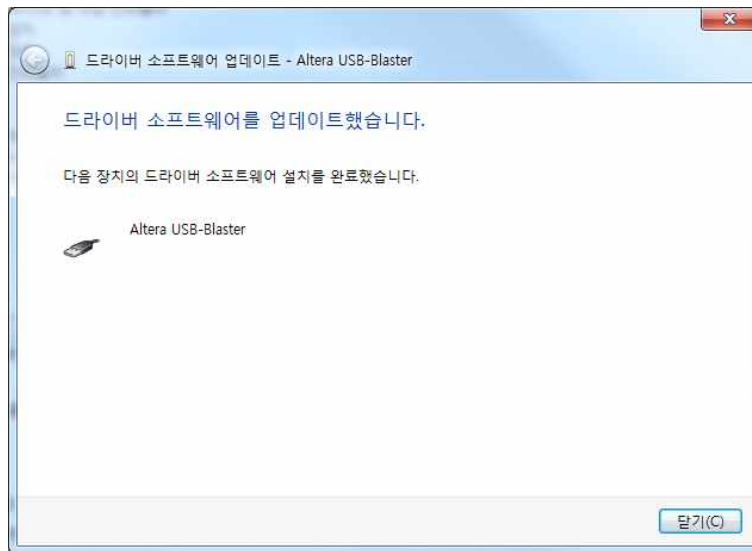 드라이버 소프트웨어 업데이트 - Altera USB-Blaster
드라이버 소프트웨어를 업데이트했습니다.
다음 장치의 드라이버 소프트웨어 설치를 완료했습니다.
Altera USB-Blaster
닫기(C)